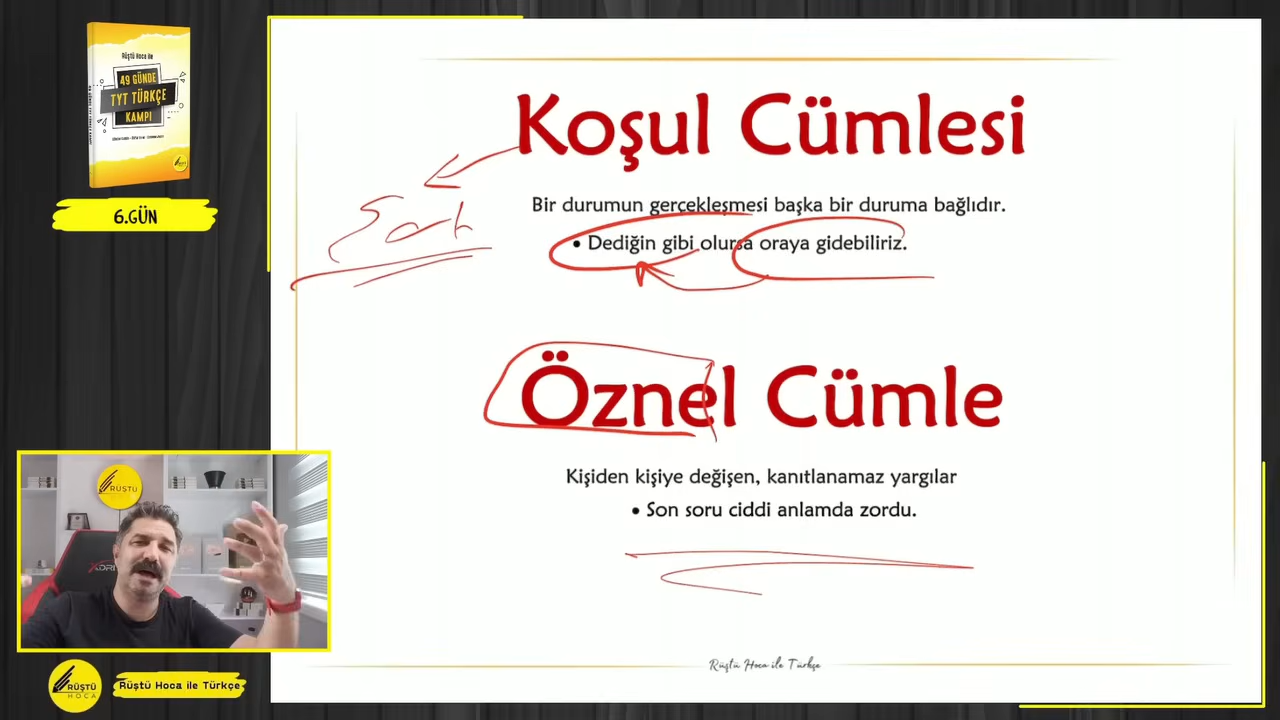 Rüştü Hoca ile
49 GÜNDE
TYT TÜRKÇE
KAMPI
6.GÜN
Koşul Cümlesi
Şart
Bir durumun gerçekleşmesi başka bir duruma bağlıdır.
• Dediğin gibi olursa oraya gidebiliriz.
Öznel Cümle
Kişiden kişiye değişen, kanıtlanamaz yargılar
• Son soru ciddi anlamda zordu.
RÜŞTÜ
RÜŞTÜ
HOCA
Rüştü Hoca ile Türkçe
Rüştü Hoca ile Türkçe